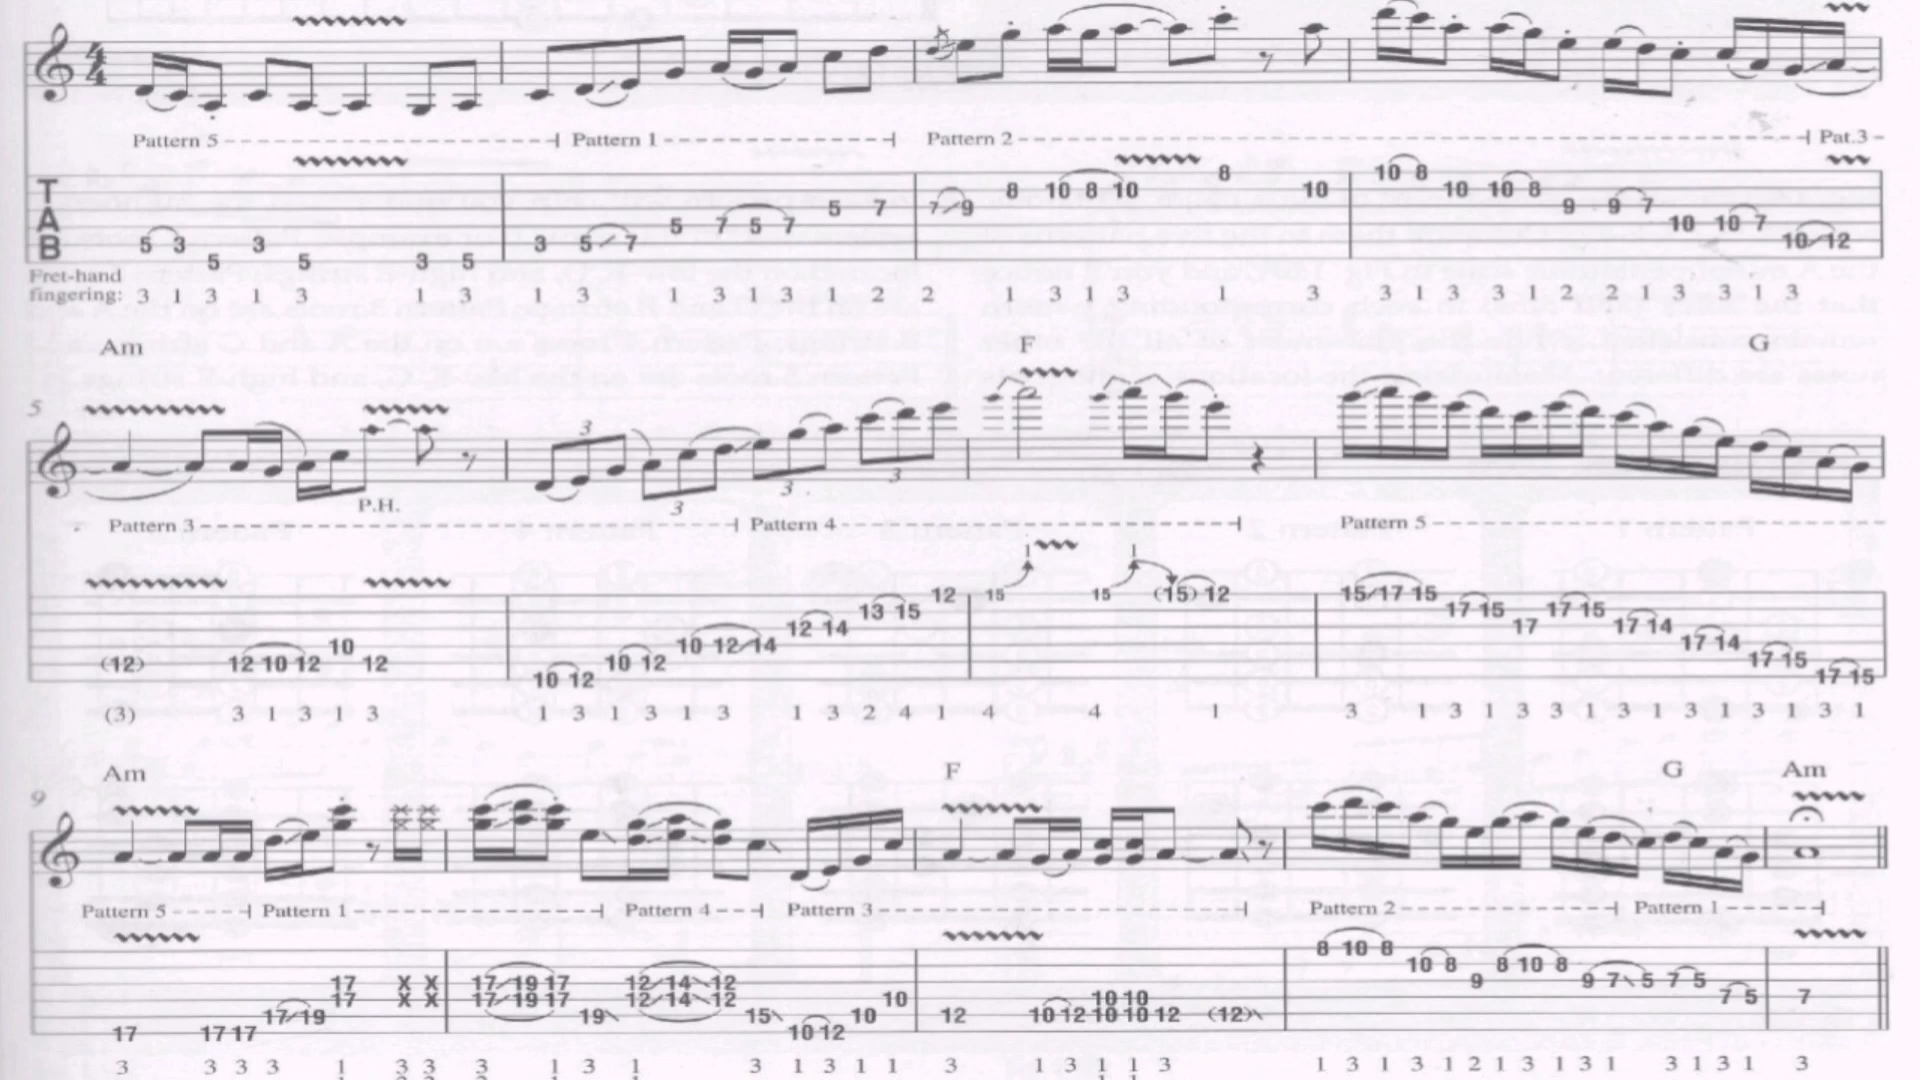 Pattern 5 Pattern 1 Pattern 2 Pat.3
T
A
B
10 8 8
8 10 8 10 10 10 10 8
7 9 5 7 9 9 7
5 7 5 7 10 10 7
5 3 3 5 3 5 7 10 12
5 5 3 5
Fret-hand
fingering: 3 1 3 1 3 1 3 1 3 1 3 1 3 1 2 2 1 3 3 1 3 3 1 3 3 1 2 2 1 3 3 1 3
Am F G
5
3 3 3 3
P.H.
Pattern 3 Pattern 4 Pattern 5
1 1
12 15 15 (15) 12 15 17 15
13 15 17 15 17 15
12 14 17 17 14
10 10 12 14 17 14
(12) 12 10 12 12 10 12 17 15
10 12 17 15
(3) 3 1 3 1 3 1 3 1 3 1 3 1 3 2 4 1 4 4 1 3 1 3 1 3 3 1 3 1 3 1 3 1 3 1
Am F G Am
9
Pattern 5 Pattern 1 Pattern 4 Pattern 3 Pattern 2 Pattern 1
8 10 8
10 8 8 10 8
17 X X 17 19 17 12 14 12 9 9 7 5 7 5
17 X X 17 19 17 12 14 12 10 10 10 7 5 7
17 19 19 15 10 12 10 12 10 10 12 (12)
17 17 17 10 12
3 3 3 3 1 3 3 3 1 3 1 3 1 3 1 1 3 1 3 1 1 3 1 3 1 3 1 2 1 3 1 3 1 3 1 3 1 3